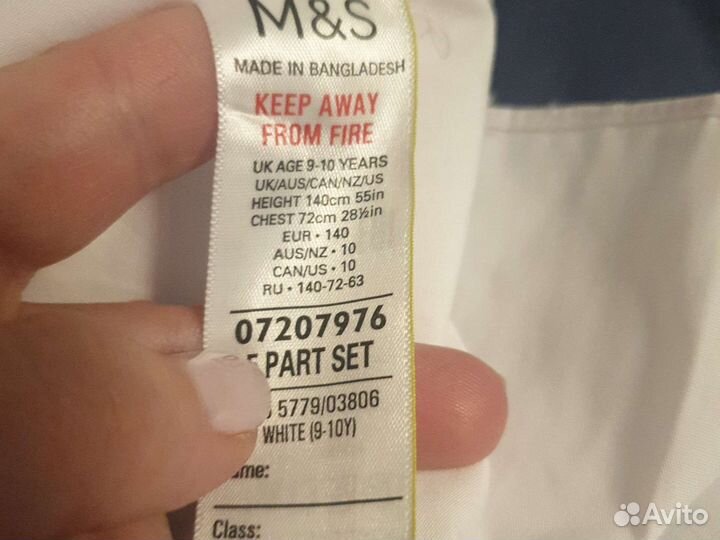 M&S
MADE IN BANGLADESH
KEEP AWAY
FROM FIRE
UK AGE 9-10 YEARS
UK/AUS/CAN/NZ/US
HEIGHT 140cm 55in
CHEST 72cm 28½in
EUR • 140
AUS/NZ • 10
CAN/US • 10
RU • 140-72-63
07207976
PART SET
5779/03806
WHITE (9-10Y)
Class:
Avito